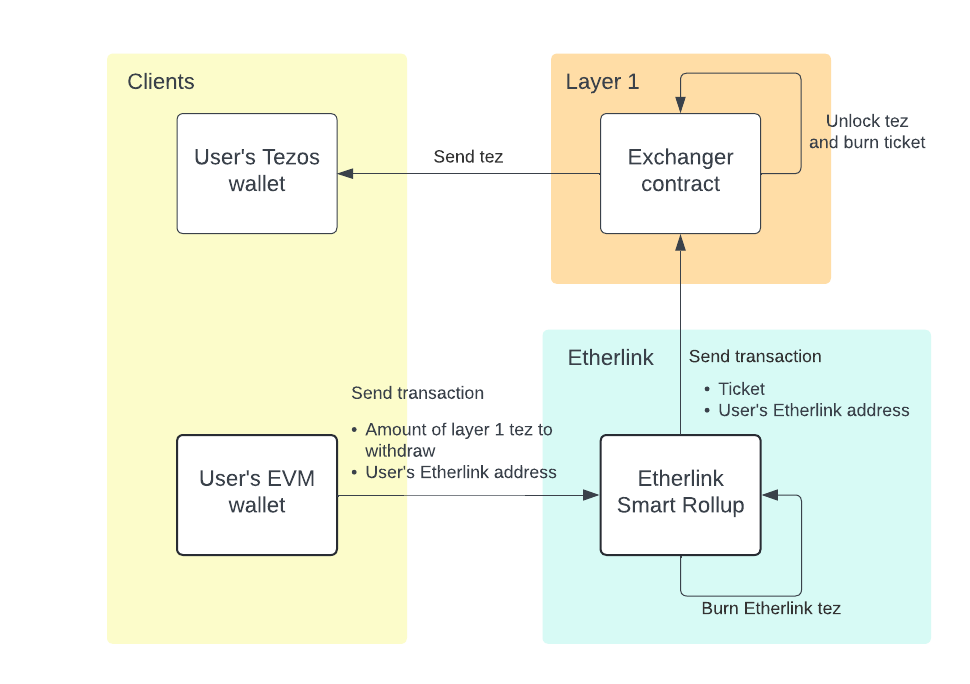 Clients
Layer 1
User's Tezos
wallet
Send tez
Exchanger
contract
Unlock tez
and burn ticket
Etherlink
Send transaction
• Ticket
• User's Etherlink address
Send transaction
• Amount of layer 1 tez to
withdraw
• User's Etherlink address
User's EVM
wallet
Etherlink
Smart Rollup
Burn Etherlink tez